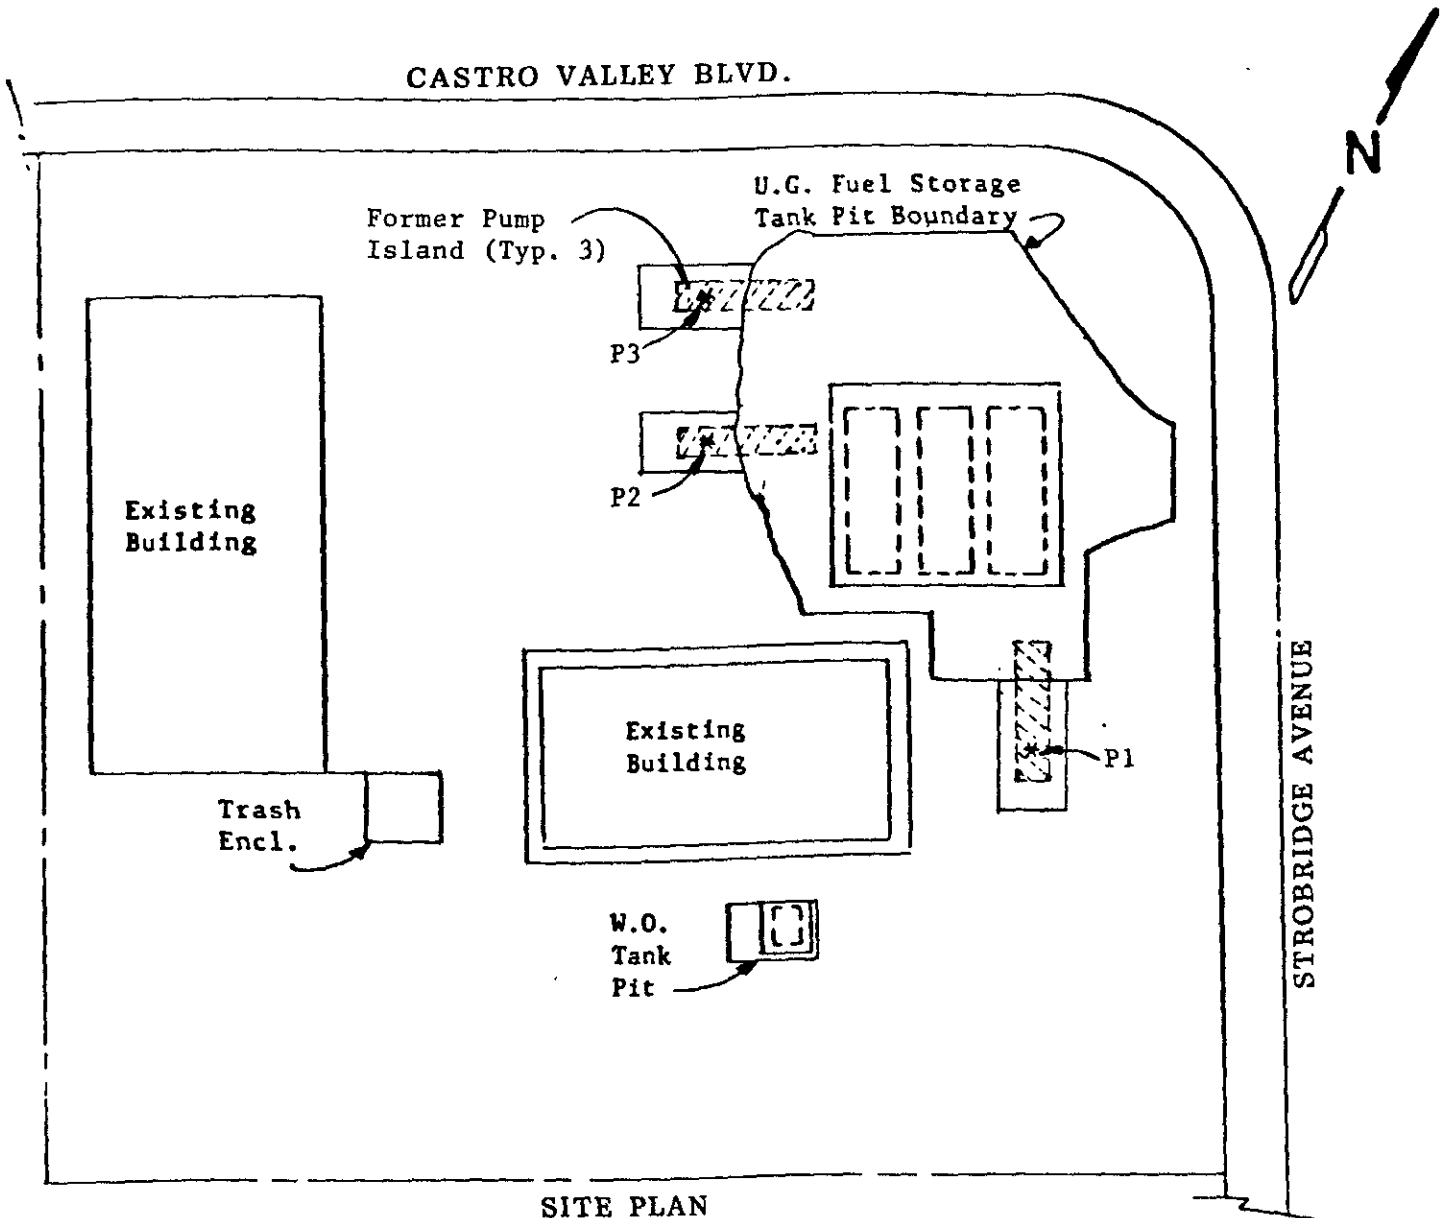 CASTRO VALLEY BLVD.
N
U.G. Fuel Storage
Tank Pit Boundary
Former Pump
Island (Typ. 3)
P3
P2
Existing
Building
Existing
Building
P1
Trash
Encl.
W.O.
Tank
Pit
STROBRIDGE AVENUE
SITE PLAN